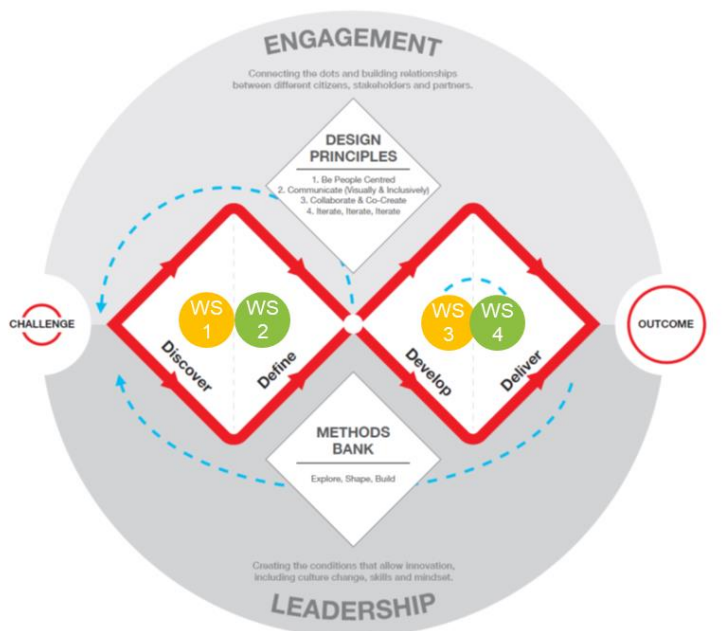 ENGAGEMENT
Connecting the dots and building relationships
between different citizens, stakeholders and partners.
DESIGN
PRINCIPLES
1. Be People Centred
2. Communicate (Visually & Inclusively)
3. Collaborate & Co-Create
4. Iterate, Iterate, Iterate
CHALLENGE
WS
1
WS
2
Discover
Define
WS
3
WS
4
Develop
Deliver
OUTCOME
METHODS
BANK
Explore, Shape, Build
Creating the conditions that allow innovation,
including culture change, skills and mindset.
LEADERSHIP